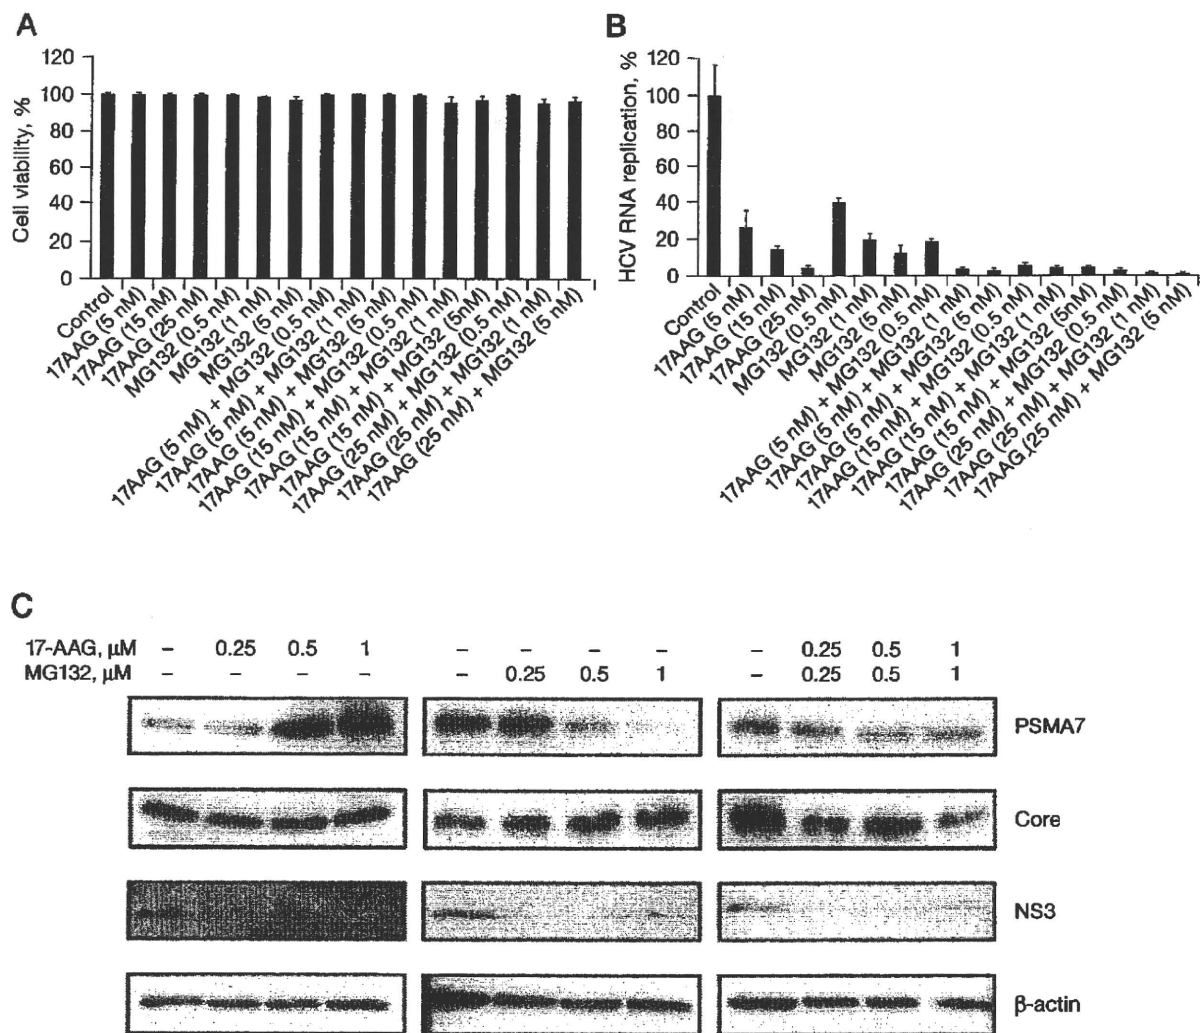 A
Cell viability, %
120
100
80
60
40
20
0
Control
17AAG (5 nM)
17AAG (15 nM)
17AAG (25 nM)
MG132 (0.5 nM)
MG132 (1 nM)
MG132 (5 nM)
17AAG (5 nM) + MG132 (0.5 nM)
17AAG (5 nM) + MG132 (1 nM)
17AAG (5 nM) + MG132 (5 nM)
17AAG (15 nM) + MG132 (0.5 nM)
17AAG (15 nM) + MG132 (1 nM)
17AAG (15 nM) + MG132 (5nM)
17AAG (25 nM) + MG132 (0.5 nM)
17AAG (25 nM) + MG132 (1 nM)
17AAG (25 nM) + MG132 (5 nM)
B
HCV RNA replication, %
120
100
80
60
40
20
0
Control
17AAG (5 nM)
17AAG (15 nM)
17AAG (25 nM)
MG132 (0.5 nM)
MG132 (1 nM)
MG132 (5 nM)
17AAG (5 nM) + MG132 (0.5 nM)
17AAG (5 nM) + MG132 (1 nM)
17AAG (5 nM) + MG132 (5 nM)
17AAG (15 nM) + MG132 (0.5 nM)
17AAG (15 nM) + MG132 (1 nM)
17AAG (15 nM) + MG132 (5nM)
17AAG (25 nM) + MG132 (0.5 nM)
17AAG (25 nM) + MG132 (1 nM)
17AAG (25 nM) + MG132 (5 nM)
C
17-AAG, μM – 0.25 0.5 1 – – – – – 0.25 0.5 1
MG132, μM – – – – – 0.25 0.5 1 – 0.25 0.5 1
PSMA7
Core
NS3
β-actin